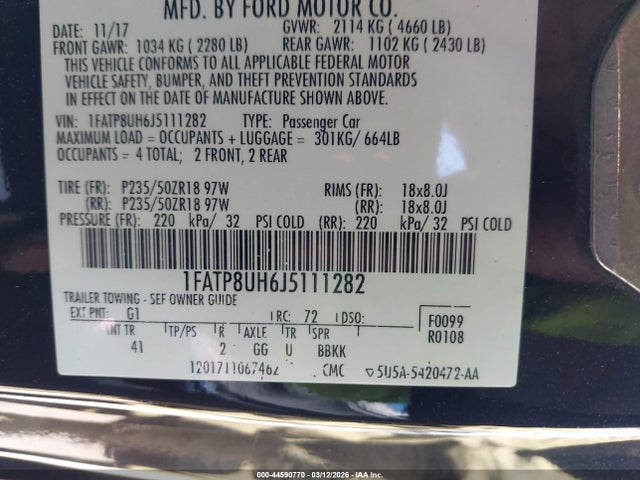 MFD. BY FORD MOTOR CO.
DATE: 11/17 GVWR: 2114 KG ( 4660 LB)
FRONT GAWR: 1034 KG ( 2280 LB) REAR GAWR: 1102 KG ( 2430 LB)
THIS VEHICLE CONFORMS TO ALL APPLICABLE FEDERAL MOTOR
VEHICLE SAFETY, BUMPER, AND THEFT PREVENTION STANDARDS
IN EFFECT ON THE DATE OF MANUFACTURE SHOWN ABOVE.
VIN: 1FATP8UH6J5111282 TYPE: Passenger Car
MAXIMUM LOAD = OCCUPANTS + LUGGAGE = 301KG/ 664LB
OCCUPANTS = 4 TOTAL; 2 FRONT, 2 REAR
TIRE (FR): P235/50ZR18 97W RIMS (FR): 18x8.0J
(RR): P235/50ZR18 97W (RR): 18x8.0J
PRESSURE (FR): 220 kPa/ 32 PSI COLD (RR): 220 kPa/ 32 PSI COLD
1FATP8UH6J5111282
TRAILER TOWING - SEE OWNER GUIDE
EXT PNT: G1 RC: 72 DSO: F0099
INT TR TP/PS R AXLE TR SPR R0108
41 2 GG U BBKK
1201711067462 CMC 5U5A-5420472-AA
000-44590770 - 03/12/2026 - IAA, Inc.